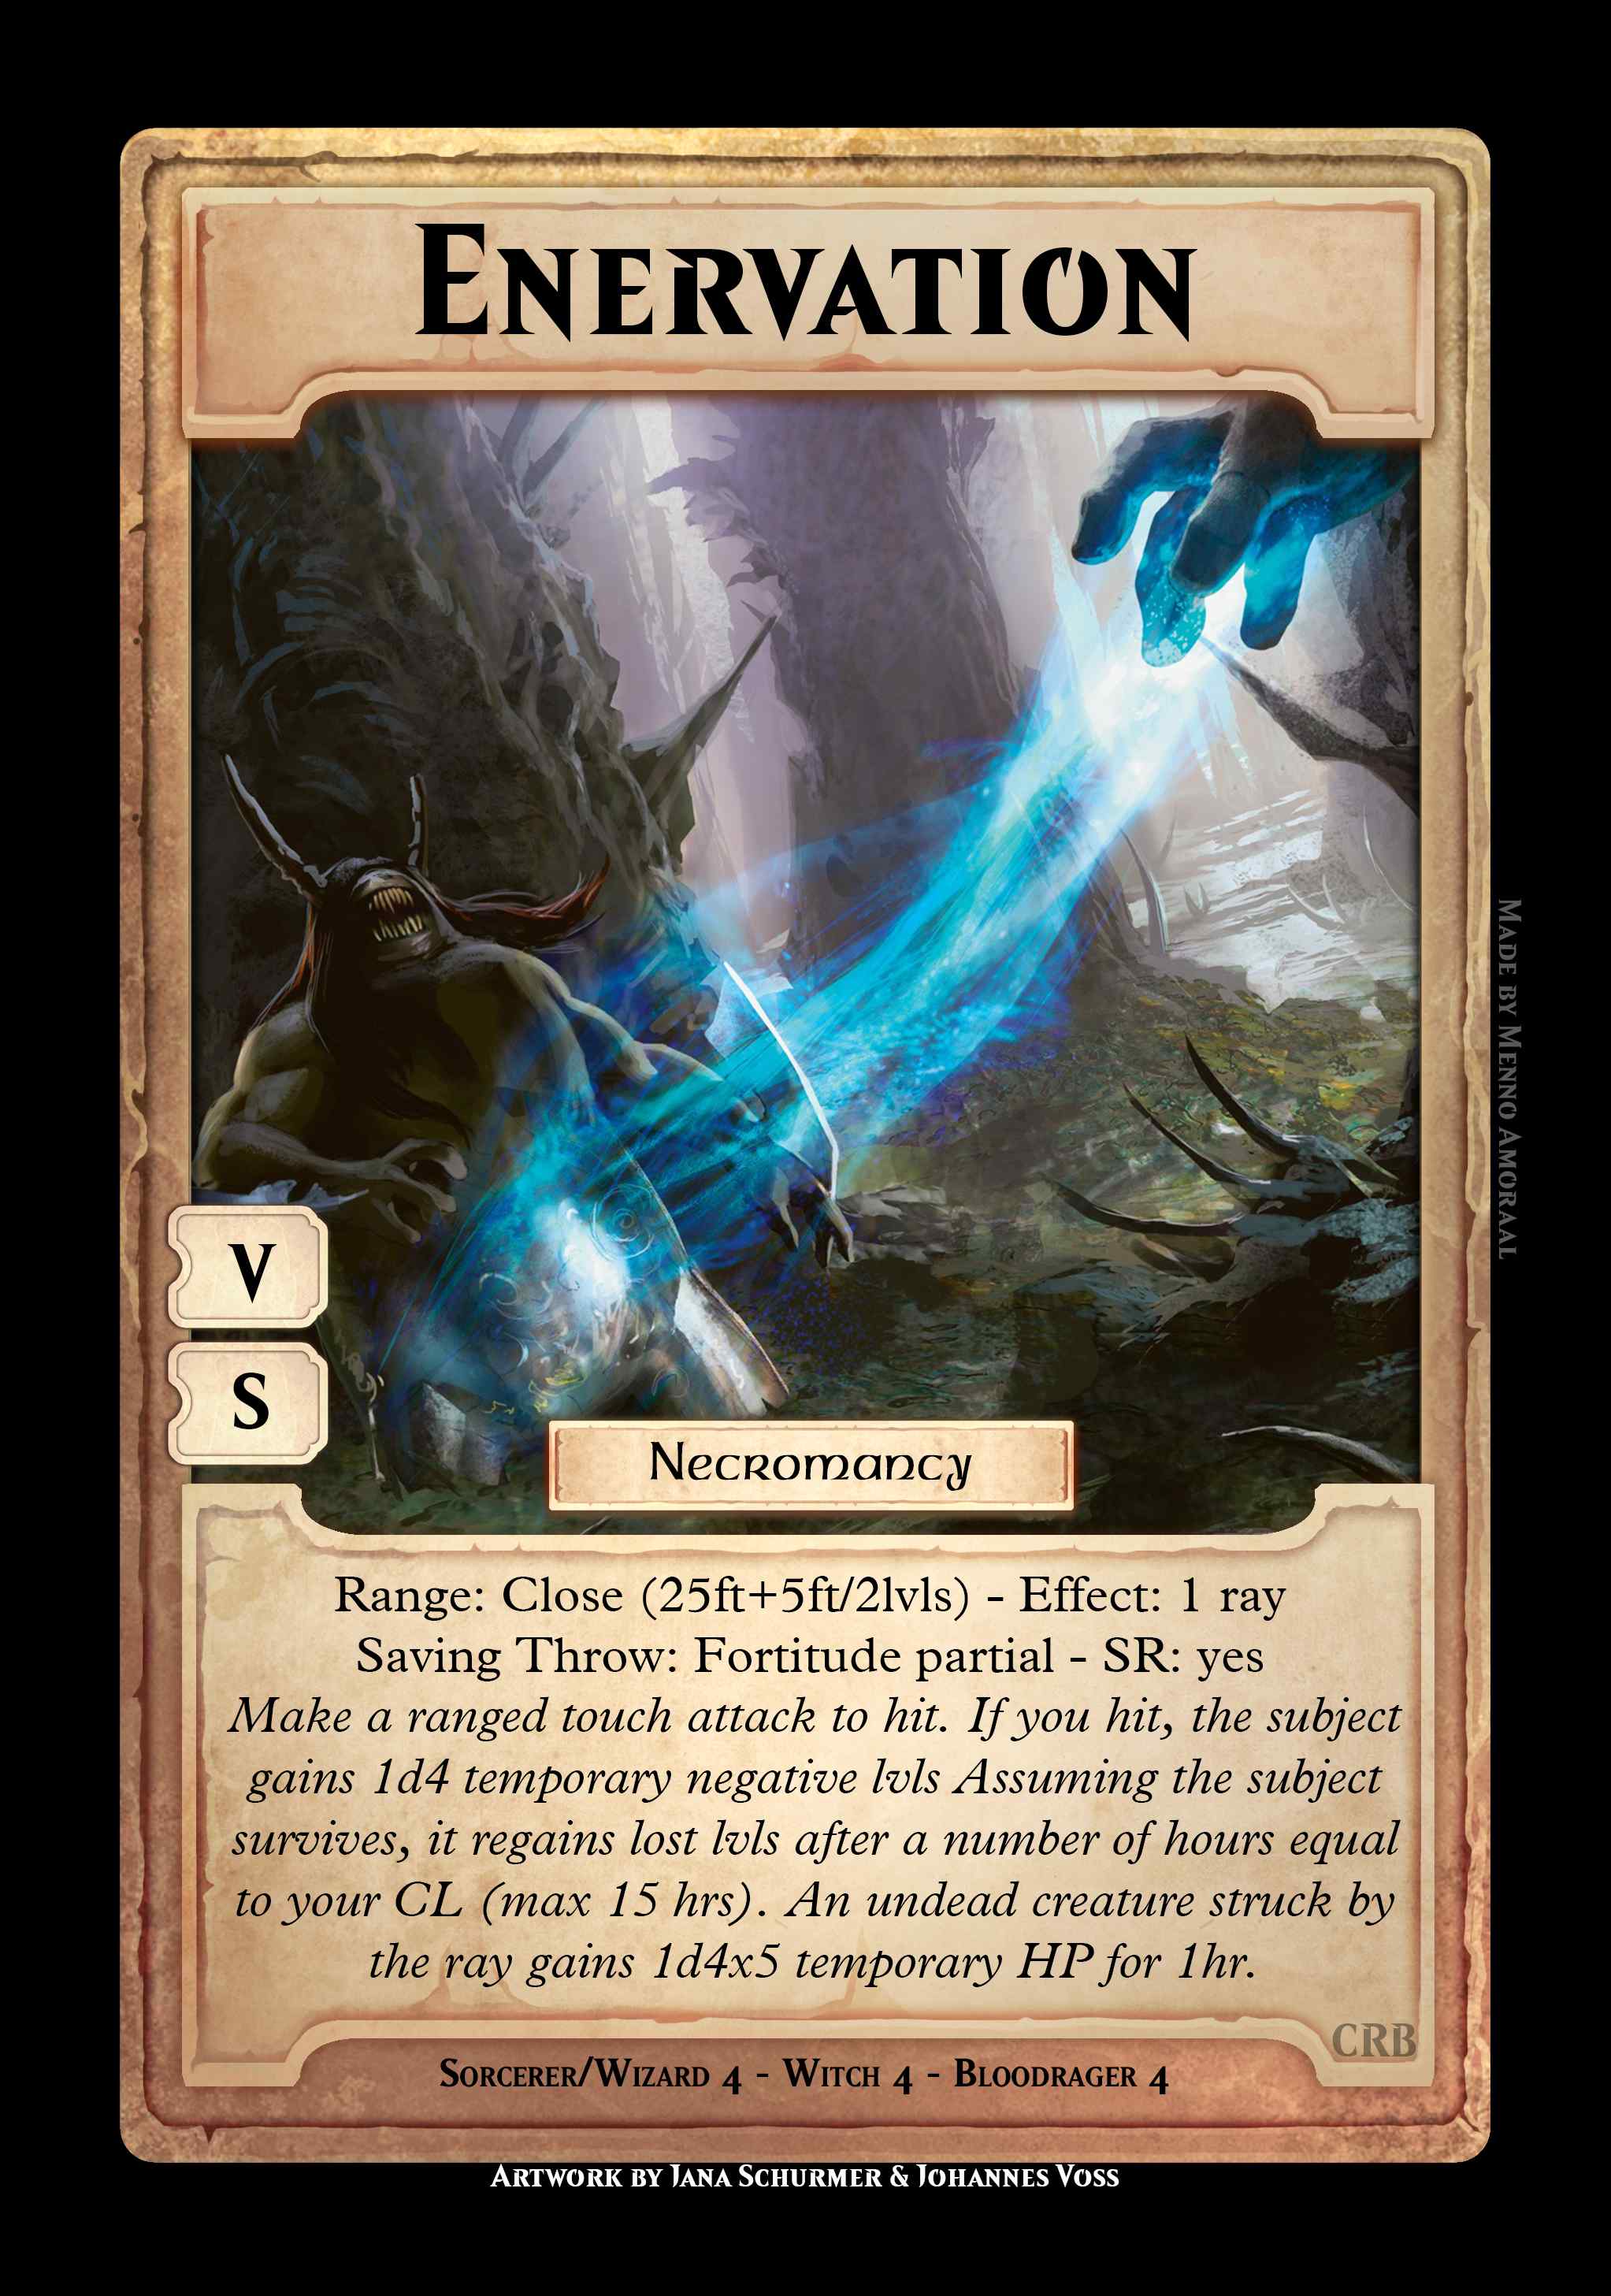 Enervation
V
S
Necromancy
Range: Close (25ft+5ft/2lvls) - Effect: 1 ray
Saving Throw: Fortitude partial - SR: yes
Make a ranged touch attack to hit. If you hit, the subject
gains 1d4 temporary negative lvls Assuming the subject
survives, it regains lost lvls after a number of hours equal
to your CL (max 15 hrs). An undead creature struck by
the ray gains 1d4x5 temporary HP for 1hr.
CRB
Sorcerer/Wizard 4 - Witch 4 - Bloodrager 4
Artwork by Jana Schurmer & Johannes Voss
Made by Menno Amoraal